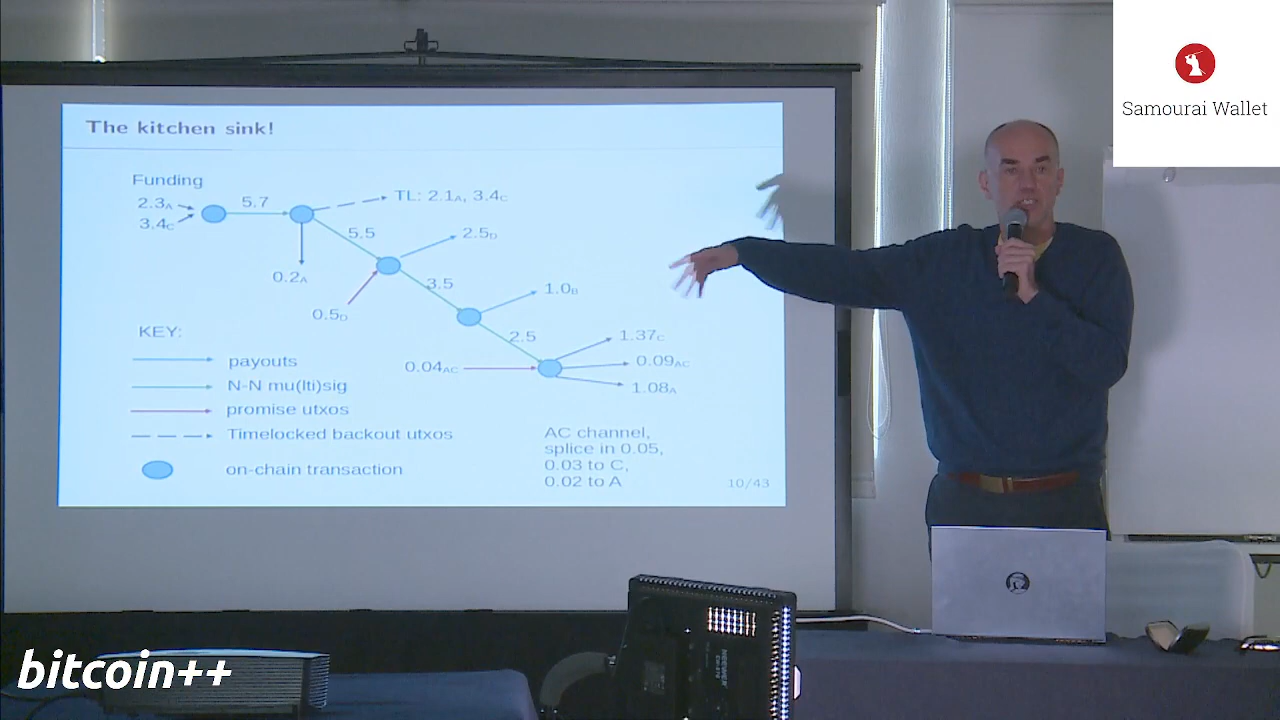 Samourai Wallet
The kitchen sink!
Funding
2.3A
3.4C
5.7
TL: 2.1A, 3.4C
0.2A
5.5
2.5D
0.5D
3.5
1.0B
2.5
0.04AC
1.37C
0.09AC
1.08A
KEY:
payouts
N-N mu(lti)sig
promise utxos
Timelocked backout utxos
on-chain transaction
AC channel,
splice in 0.05,
0.03 to C,
0.02 to A
10/43
NEEWER
bitcoin++